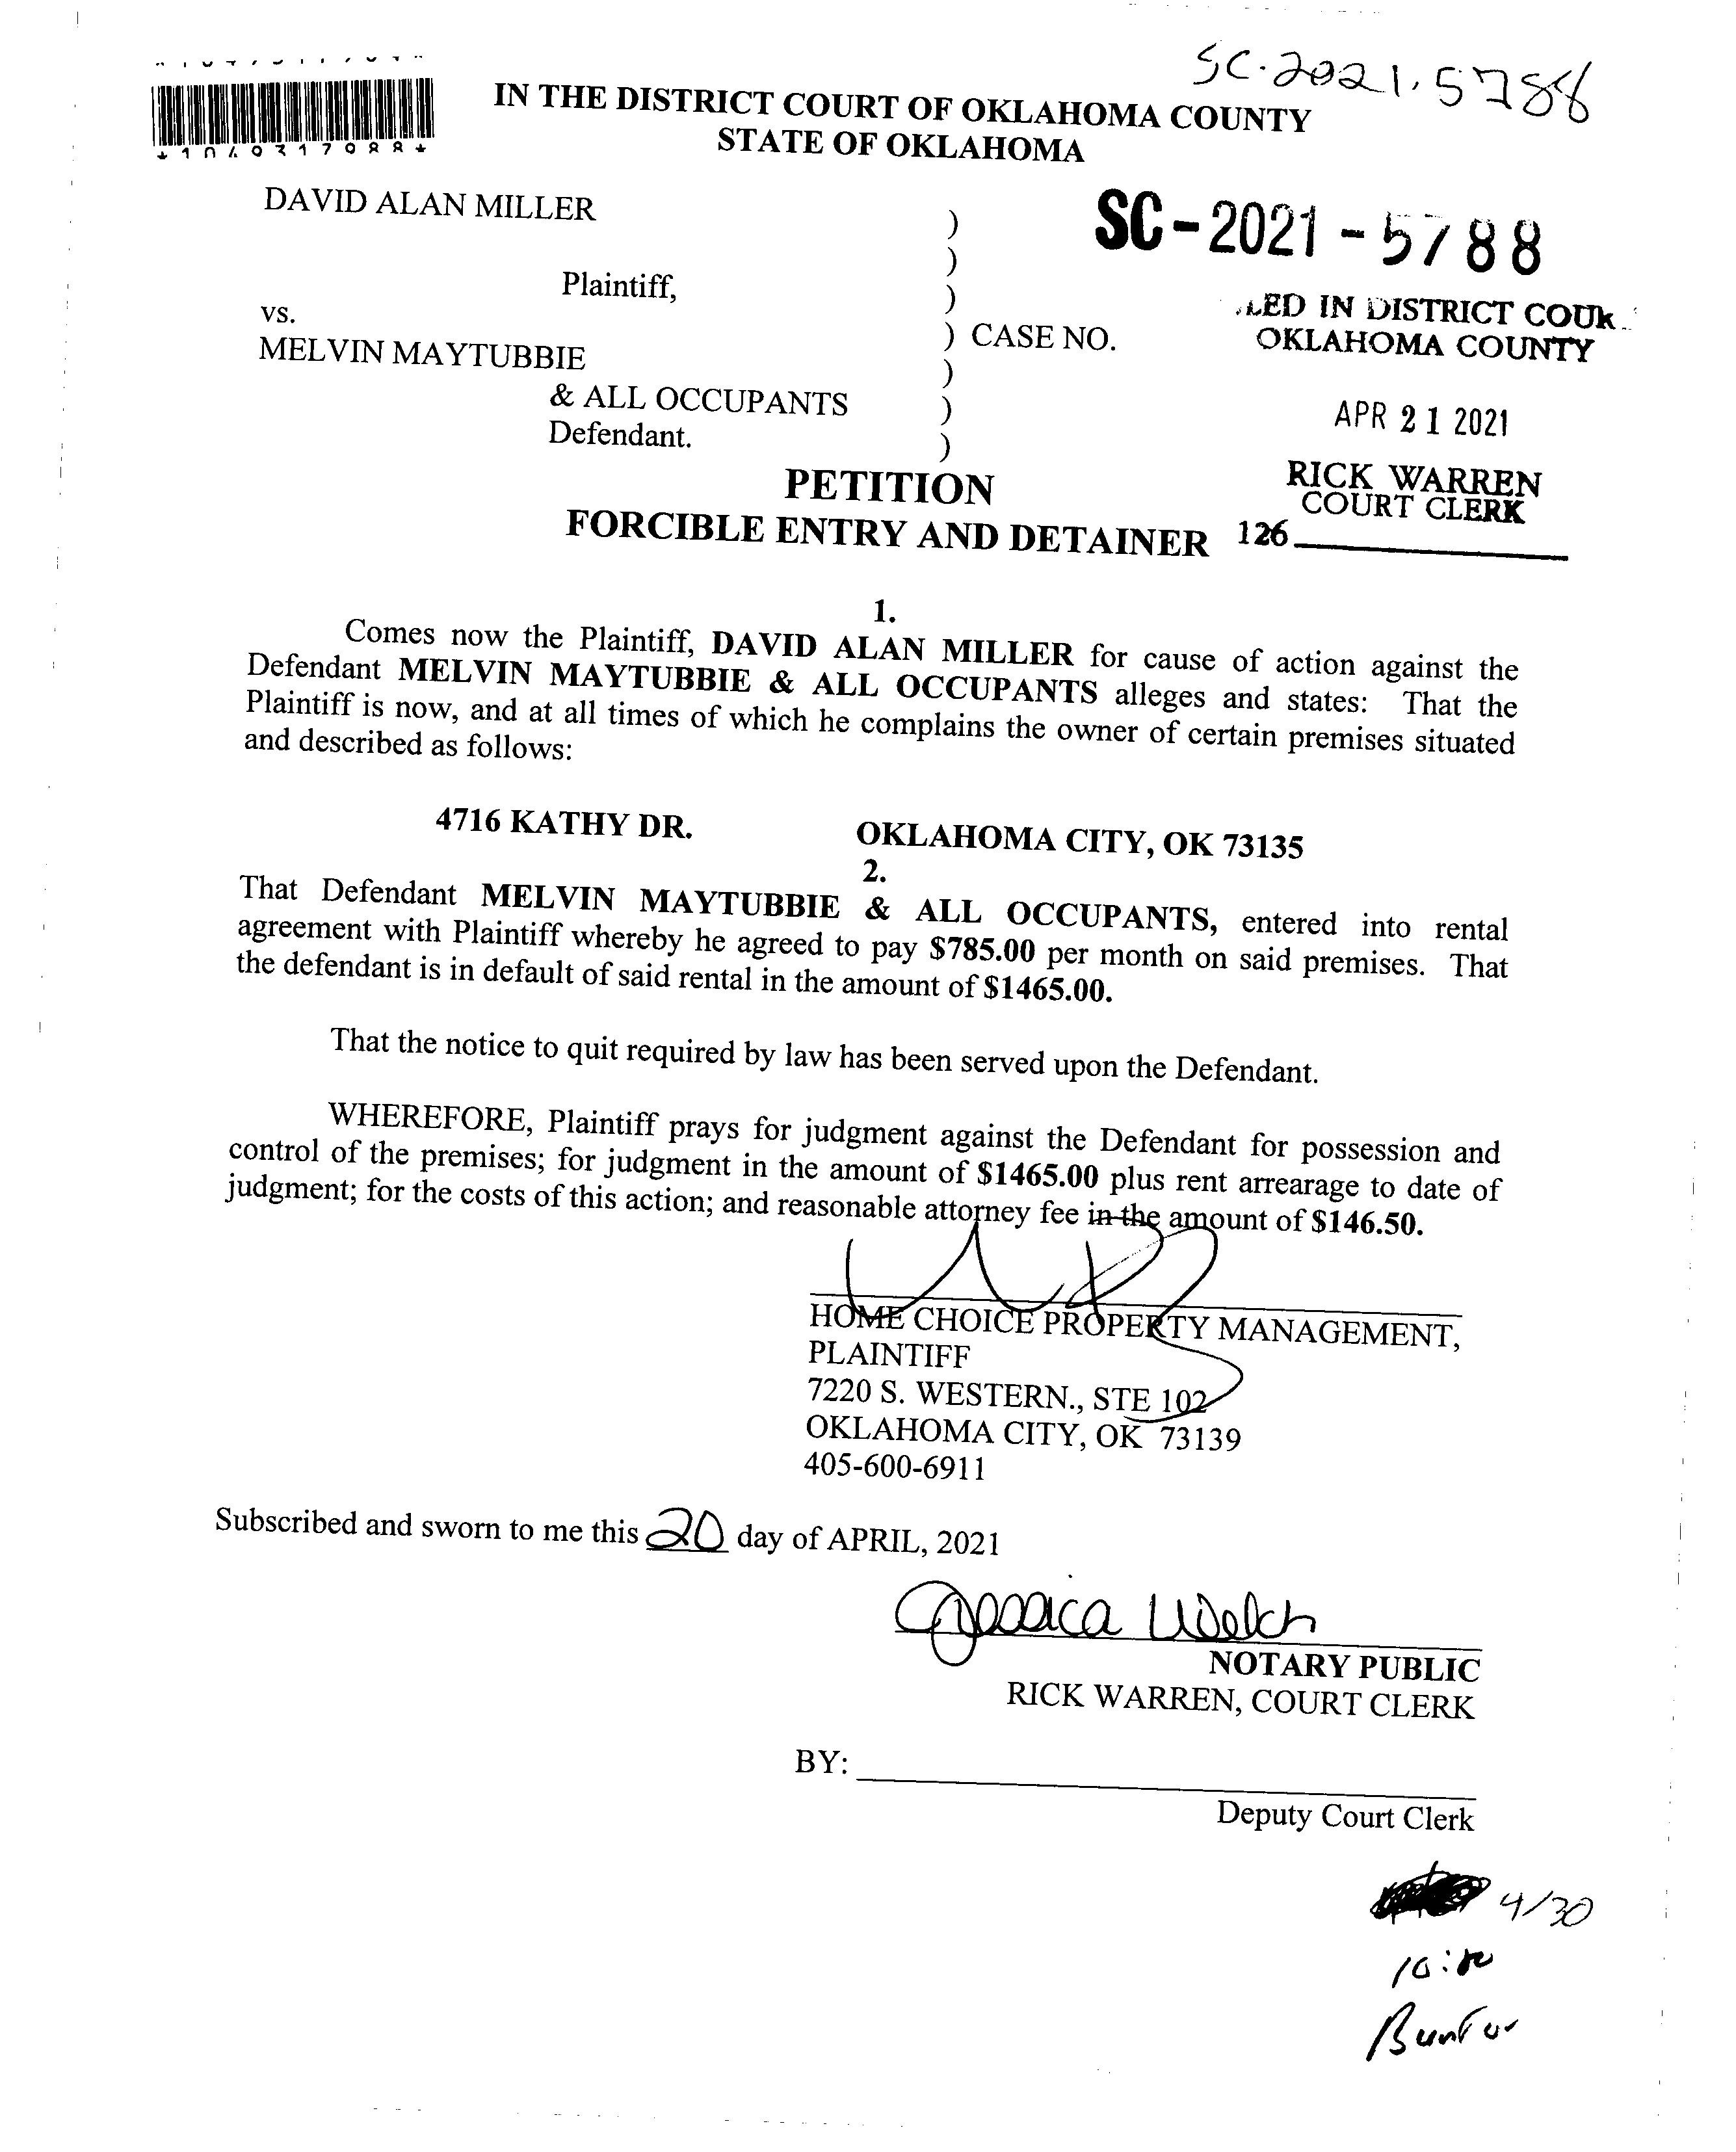 SC-2021-5788
IN THE DISTRICT COURT OF OKLAHOMA COUNTY
STATE OF OKLAHOMA
DAVID ALAN MILLER
)
SC-2021-5788
)
Plaintiff,
)
vs.
) CASE NO.
MELVIN MAYTUBBIE
)
& ALL OCCUPANTS
)
Defendant.
)
LED IN DISTRICT COUR
OKLAHOMA COUNTY
APR 21 2021
RICK WARREN
COURT CLERK
126
PETITION
FORCIBLE ENTRY AND DETAINER
1.
Comes now the Plaintiff, DAVID ALAN MILLER for cause of action against the
Defendant MELVIN MAYTUBBIE & ALL OCCUPANTS alleges and states: That the
Plaintiff is now, and at all times of which he complains the owner of certain premises situated
and described as follows:
4716 KATHY DR. OKLAHOMA CITY, OK 73135
2.
That Defendant MELVIN MAYTUBBIE & ALL OCCUPANTS, entered into rental
agreement with Plaintiff whereby he agreed to pay $785.00 per month on said premises. That
the defendant is in default of said rental in the amount of $1465.00.
That the notice to quit required by law has been served upon the Defendant.
WHEREFORE, Plaintiff prays for judgment against the Defendant for possession and
control of the premises; for judgment in the amount of $1465.00 plus rent arrearage to date of
judgment; for the costs of this action; and reasonable attorney fee in the amount of $146.50.
HOME CHOICE PROPERTY MANAGEMENT,
PLAINTIFF
7220 S. WESTERN., STE 102
OKLAHOMA CITY, OK 73139
405-600-6911
Subscribed and sworn to me this 20 day of APRIL, 2021
Jessica Welch
NOTARY PUBLIC
RICK WARREN, COURT CLERK
BY:
Deputy Court Clerk
4/30